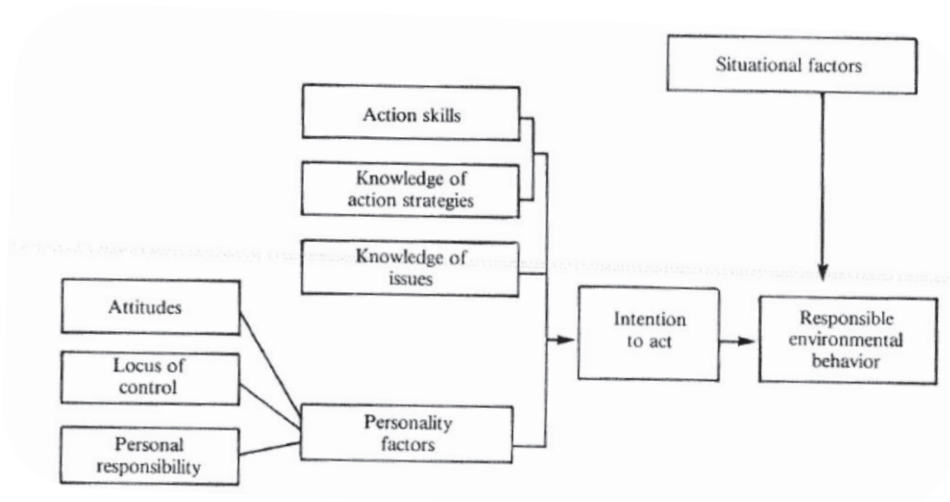 Situational factors
Action skills
Knowledge of
action strategies
Knowledge of
issues
Attitudes
Locus of
control
Personal
responsibility
Personality
factors
Intention
to act
Responsible
environmental
behavior